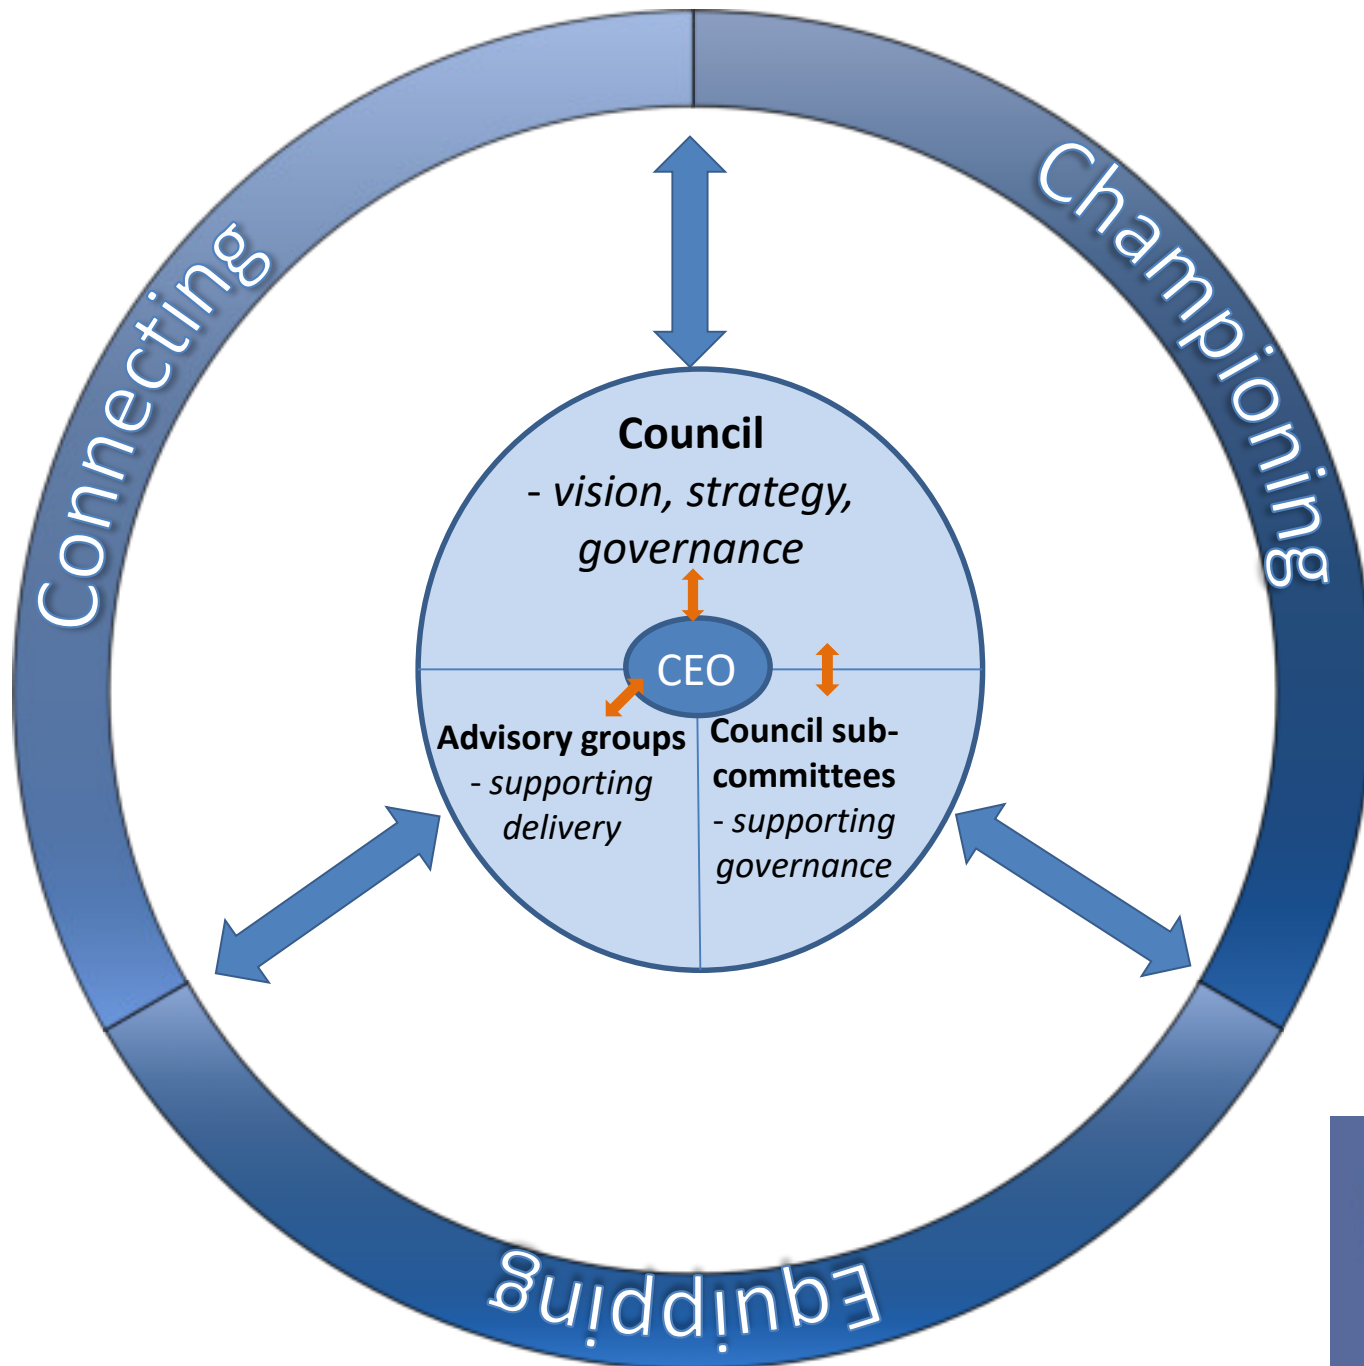 Connecting
Championing
Council
- vision, strategy,
governance
CEO
Advisory groups
- supporting
delivery
Council sub-
committees
- supporting
governance
Equipping